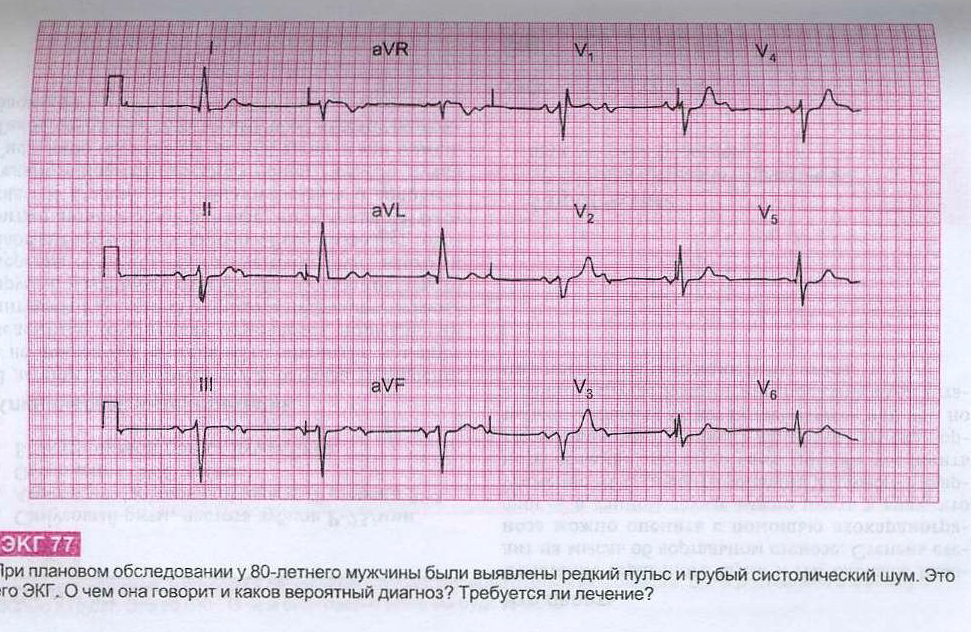 I aVR V1 V4
II aVL V2 V5
III aVF V3 V6
ЭКГ 77
При плановом обследовании у 80-летнего мужчины были выявлены редкий пульс и грубый систолический шум. Это
его ЭКГ. О чем она говорит и каков вероятный диагноз? Требуется ли лечение?